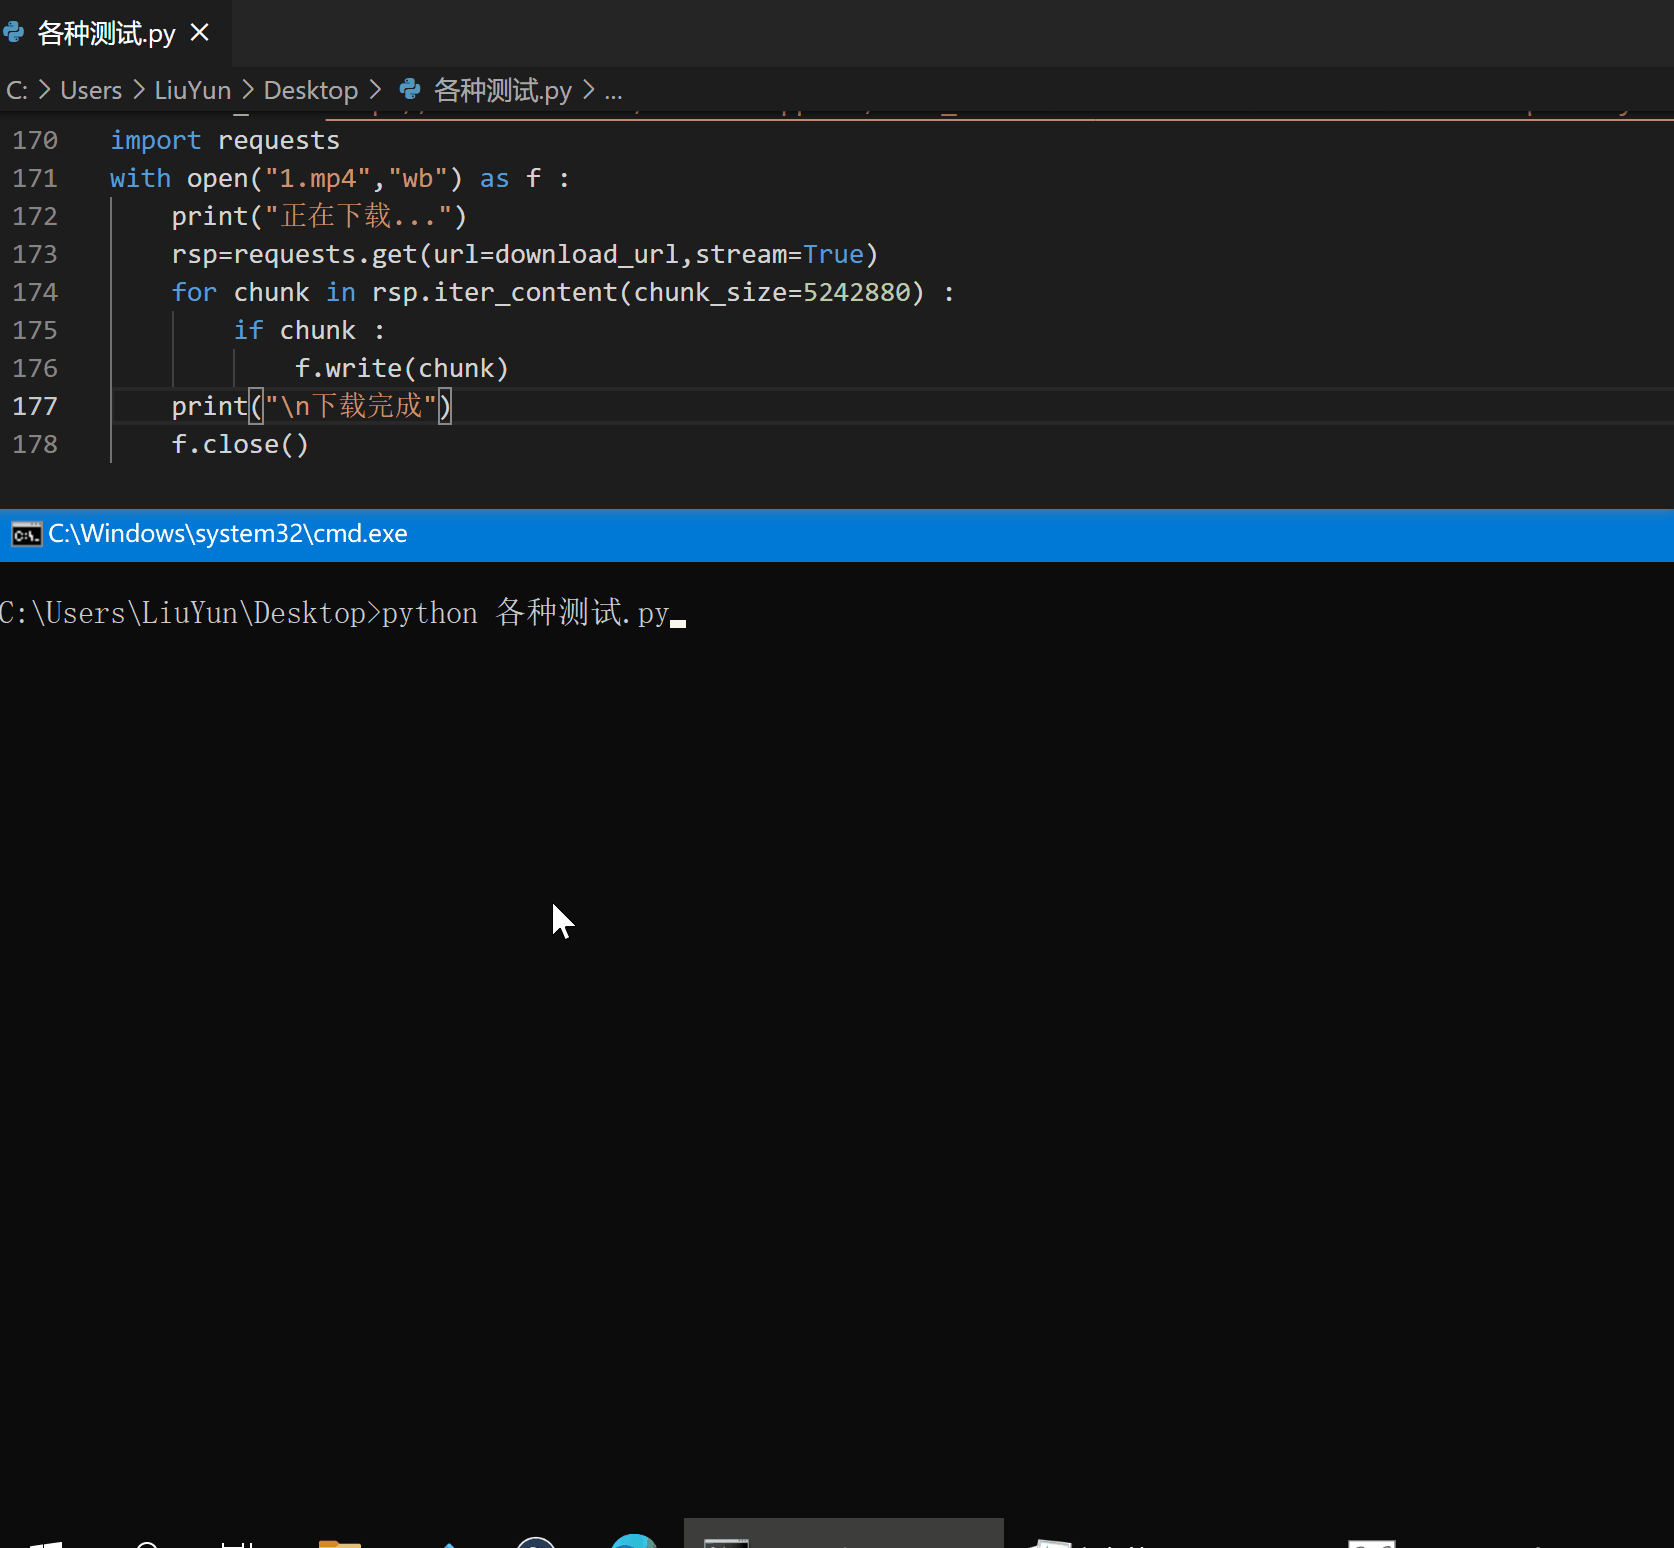 各种测试.py
C: > Users > LiuYun > Desktop > 各种测试.py > ...
170 import requests
171 with open("1.mp4","wb") as f :
172 print("正在下载...")
173 rsp=requests.get(url=download_url,stream=True)
174 for chunk in rsp.iter_content(chunk_size=5242880) :
175 if chunk :
176 f.write(chunk)
177 print("\n下载完成")
178 f.close()
C:\Windows\system32\cmd.exe
C:\Users\LiuYun\Desktop>python 各种测试.py